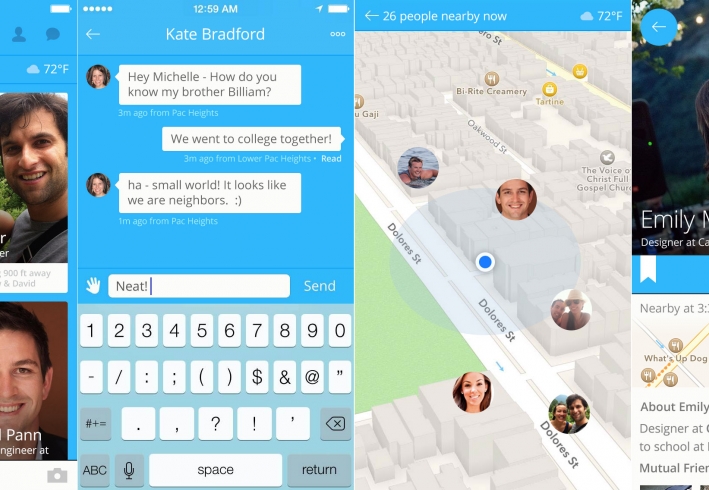 72°F
r
er
g 900 ft away
y & David
l Pann
ngineer at
12:59 AM
Kate Bradford
Hey Michelle - How do you
know my brother Billiam?
3m ago from Pac Heights
We went to college together!
3m ago from Lower Pac Heights • Read
ha - small world! It looks like
we are neighbors. :)
1m ago from Pac Heights
Neat!
Send
1 2 3 4 5 6 7 8 9 0
- / : ; ( ) $ & @ ”
#+= . , ? ! ’
ABC space return
26 people nearby now
72°F
ro St
Bi-Rite Creamery
Tartine
u Gaji
Oakwood St
The Voice o
Christ Full
Gospel Churc
Dolores St
Dolores St
Dolores St
Emily M
Designer at Ca
Nearby at 3:
What's Up Dog
About Emily
Designer at C
to school at
Mutual Frien